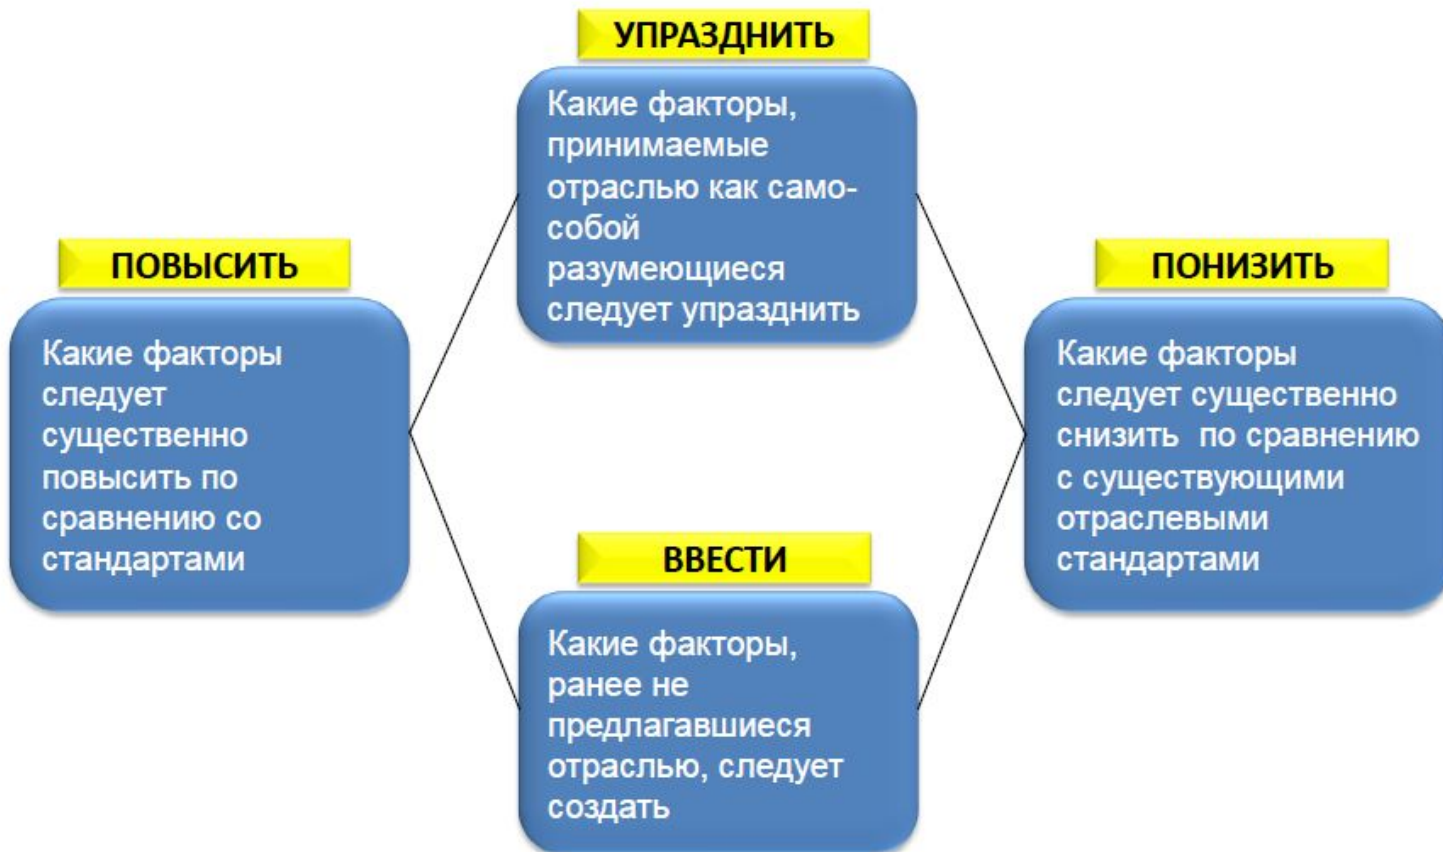 УПРАЗДНИТЬ
Какие факторы,
принимаемые
отраслью как само-
собой
разумеющиеся
следует упразднить
ПОВЫСИТЬ
Какие факторы
следует
существенно
повысить по
сравнению со
стандартами
ПОНИЗИТЬ
Какие факторы
следует существенно
снизить по сравнению
с существующими
отраслевыми
стандартами
ВВЕСТИ
Какие факторы,
ранее не
предлагавшиеся
отраслью, следует
создать